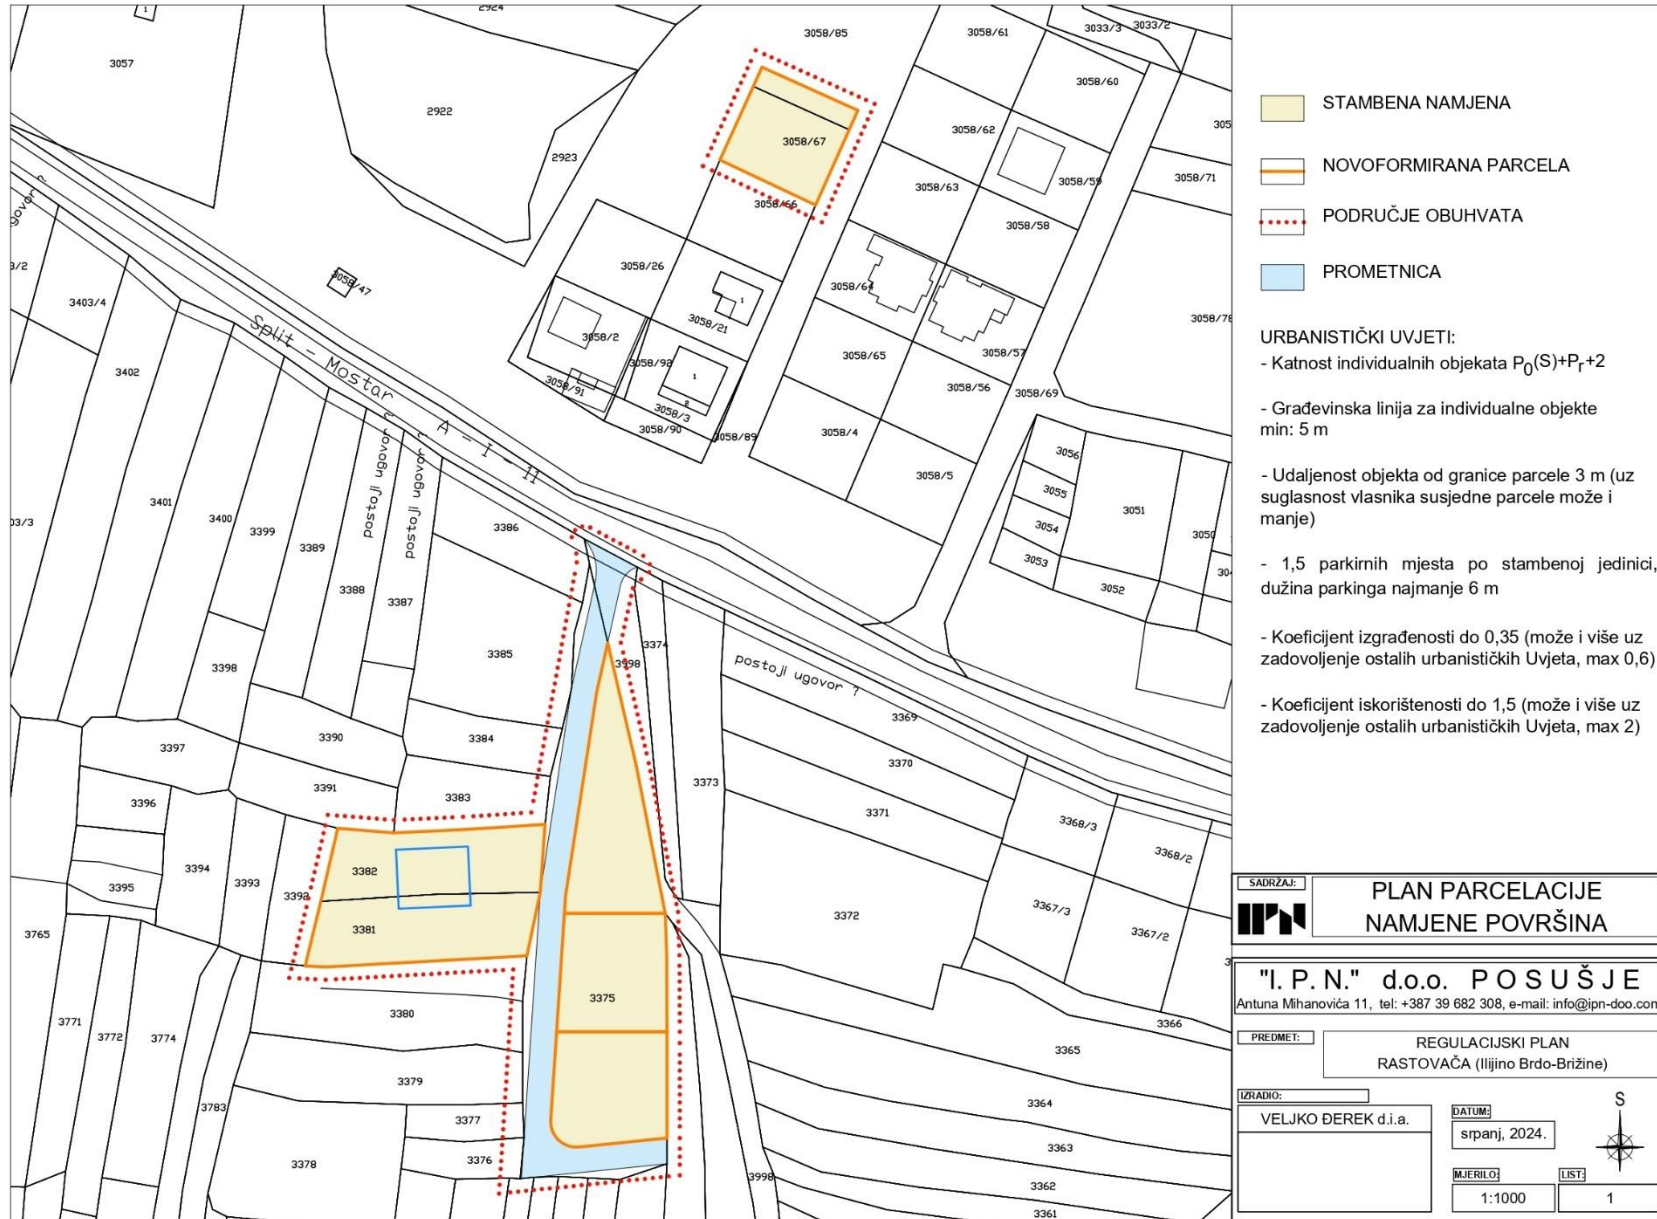 STAMBENA NAMJENA
NOVOFORMIRANA PARCELA
PODRUČJE OBUHVATA
PROMETNICA
URBANISTIČKI UVJETI:
- Katnost individualnih objekata P0(S)+Pr+2
- Građevinska linija za individualne objekte
min: 5 m
- Udaljenost objekta od granice parcele 3 m (uz
suglasnost vlasnika susjedne parcele može i
manje)
- 1,5 parkirnih mjesta po stambenoj jedinici,
dužina parkinga najmanje 6 m
- Koeficijent izgrađenosti do 0,35 (može i više uz
zadovoljenje ostalih urbanističkih Uvjeta, max 0,6)
- Koeficijent iskorištenosti do 1,5 (može i više uz
zadovoljenje ostalih urbanističkih Uvjeta, max 2)
SADRŽAJ:
IPN
PLAN PARCELACIJE
NAMJENE POVRŠINA
"I. P. N." d.o.o. POSUŠJE
Antuna Mihanovića 11, tel: +387 39 682 308, e-mail: info@ipn-doo.com
PREDMET:
REGULACIJSKI PLAN
RASTOVAČA (Ilijino Brdo-Brižine)
IZRADIO:
VELJKO ĐEREK d.i.a.
DATUM:
srpanj, 2024.
S
MJERILO:
1:1000
LIST:
1
1
2924
3057
2922
2923
3058/85
3058/61
3033/3
3033/2
3058/60
3058/67
3058/62
3058/59
3058/71
3058/63
3058/66
3058/58
3058/26
3058/47
3058/64
3058/21
1
3058/2
3058/78
3058/57
3058/65
3058/92
3058/56
3058/69
3058/91
1
2
3058/3
3058/90
3058/89
3058/4
3058/5
3056
3055
3054
3053
3051
3050
3052
Split - Mostar
A - I - 11
3403/4
3402
3401
3400
3399
3389
3388
3387
postoji ugovor ?
postoji ugovor ?
3386
3385
3398
3390
3384
3397
3391
3383
3396
3395
3394
3393
3392
3382
3381
3374
3998
postoji ugovor ?
3369
3370
3373
3371
3368/3
3368/2
3372
3367/3
3367/2
3375
3380
3379
3377
3376
3378
3765
3771
3772
3774
3783
3366
3365
3364
3363
3362
3361
3998